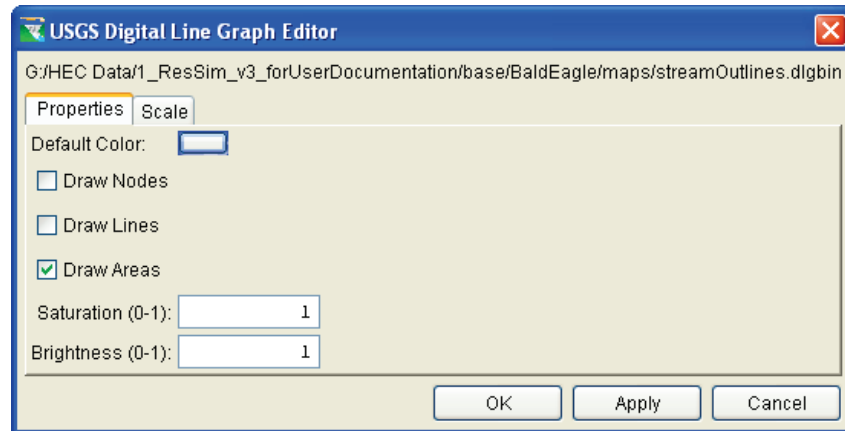 USGS Digital Line Graph Editor
G:/HEC Data/1_ResSim_v3_forUserDocumentation/base/BaldEagle/maps/streamOutlines.dlgbin
Properties Scale
Default Color:
Draw Nodes
Draw Lines
Draw Areas
Saturation (0-1): 1
Brightness (0-1): 1
OK Apply Cancel